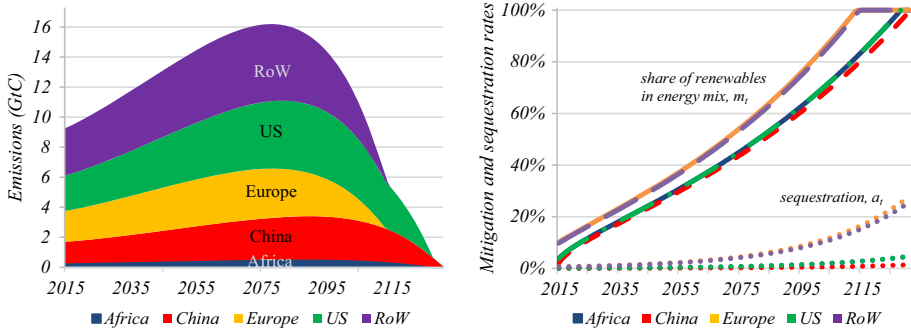 Emissions (GtC)
16
14
12
10
8
6
4
2
0
RoW
US
Europe
China
Africa
2015 2035 2055 2075 2095 2115
Africa China Europe US RoW
Mitigation and sequestration rates
100%
80%
60%
40%
20%
0%
share of renewables
in energy mix, mt
sequestration, at
2015 2035 2055 2075 2095 2115
Africa China Europe US RoW